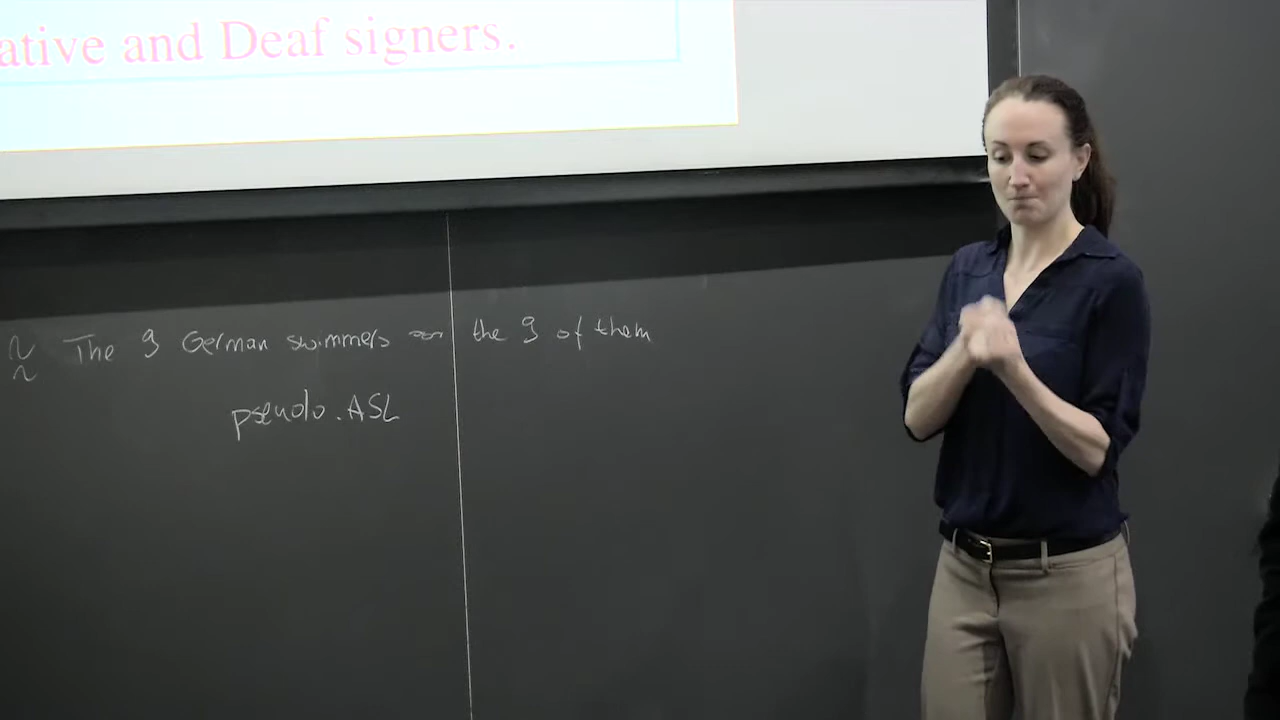 ative and Deaf signers.
≈ The 9 German swimmers the 9 of them
pseudo.ASL